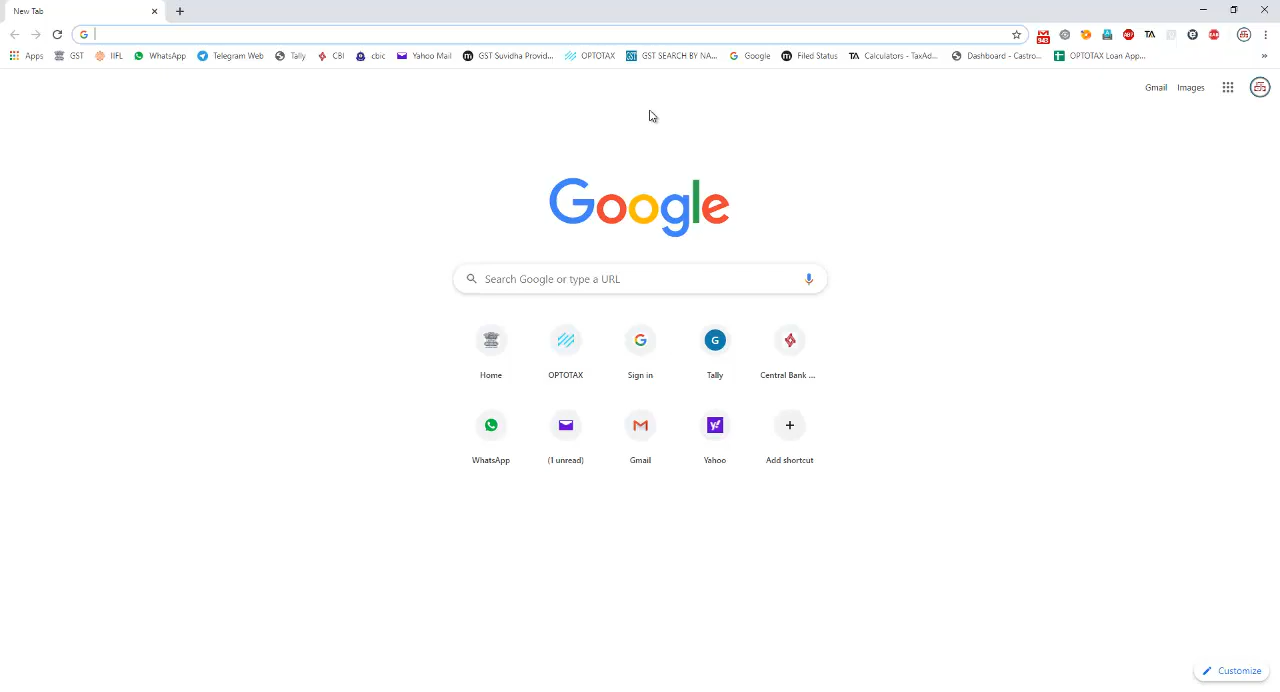 New Tab
Apps GST IIFL WhatsApp Telegram Web Tally CBI cbic Yahoo Mail GST Suvidha Provid... OPTOTAX GST SEARCH BY NA... Google Filed Status TA Calculators - TaxAd... Dashboard - Castro... OPTOTAX Loan App...
Gmail Images
Google
Search Google or type a URL
Home OPTOTAX Sign in Tally Central Bank ...
WhatsApp (1 unread) Gmail Yahoo Add shortcut
Customize